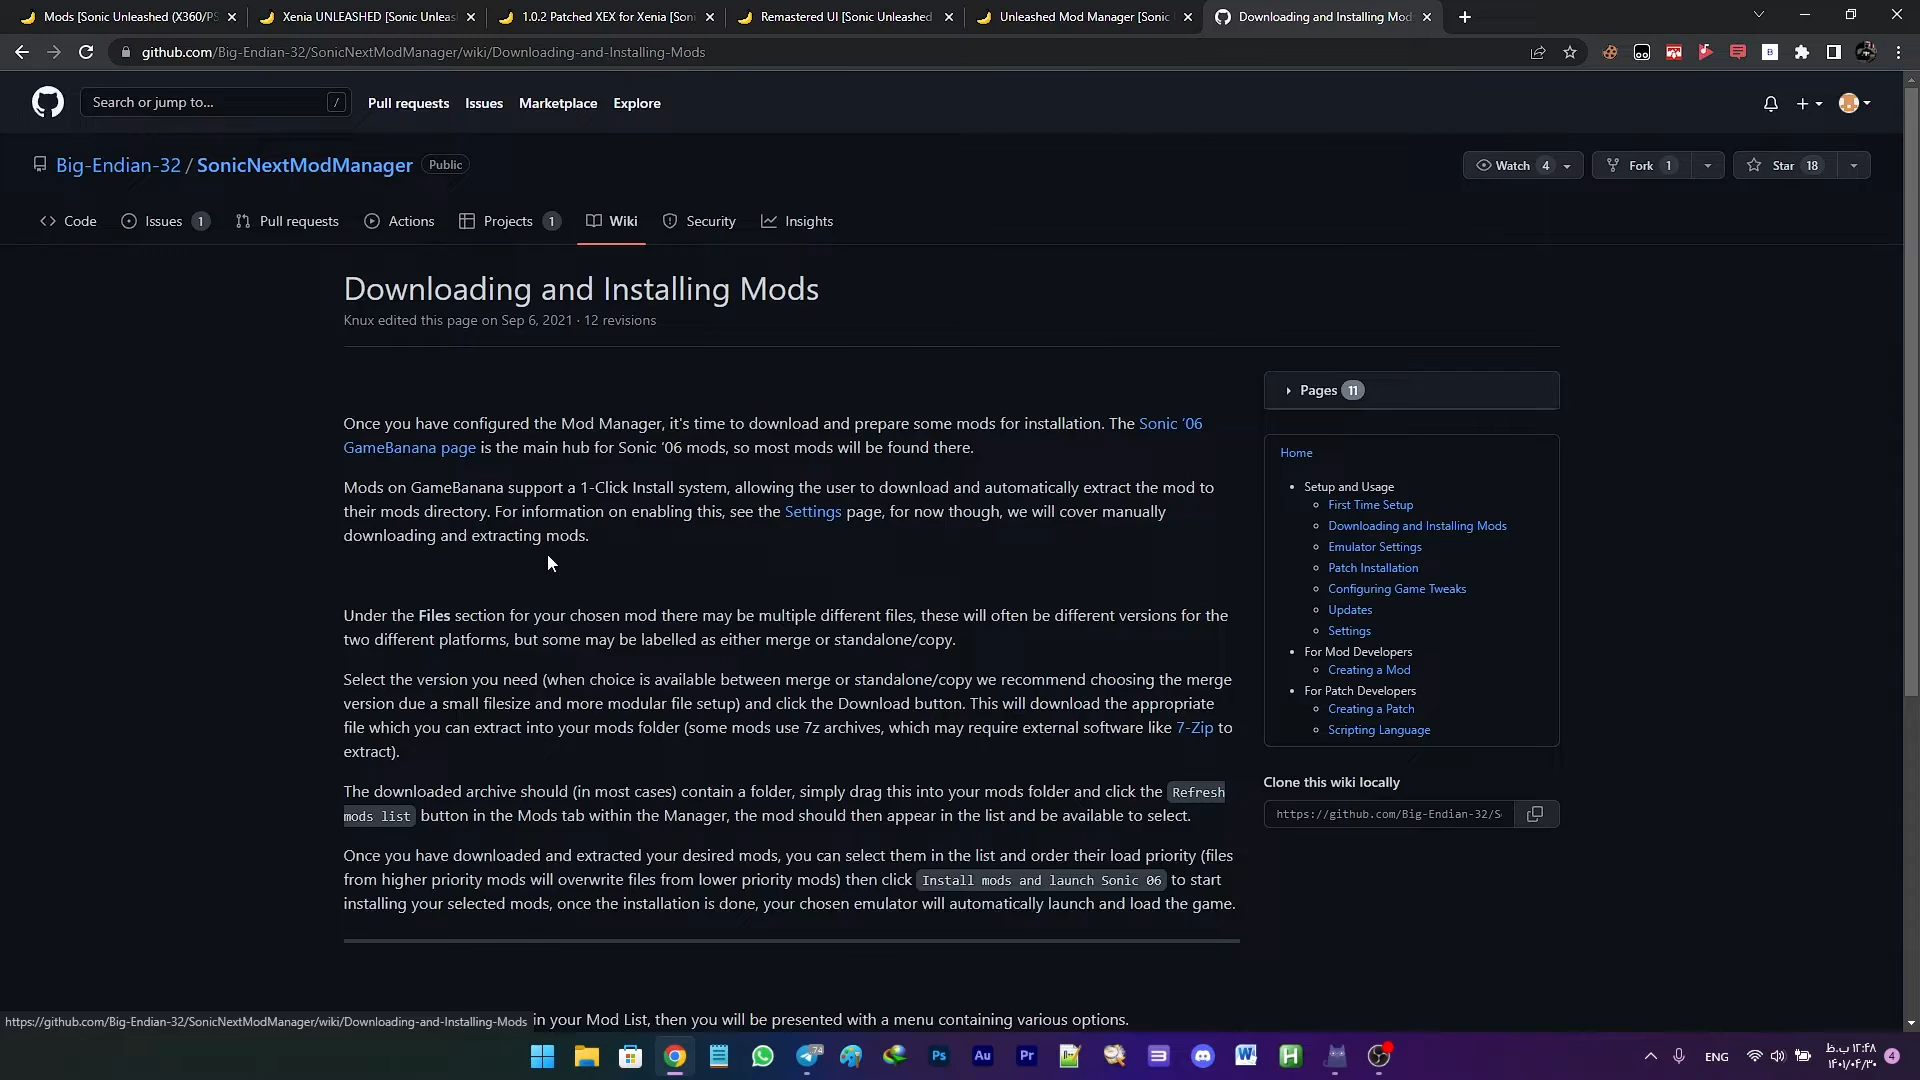 Mods [Sonic Unleashed (X360/PS
Xenia UNLEASHED [Sonic Unleas
1.0.2 Patched XEX for Xenia [Son
Remastered UI [Sonic Unleashed
Unleashed Mod Manager [Sonic
Downloading and Installing Mod
github.com/Big-Endian-32/SonicNextModManager/wiki/Downloading-and-Installing-Mods
Search or jump to... /
Pull requests Issues Marketplace Explore
Big-Endian-32 / SonicNextModManager Public
Watch 4 Fork 1 Star 18
Code Issues 1 Pull requests Actions Projects 1 Wiki Security Insights
Downloading and Installing Mods
Knux edited this page on Sep 6, 2021 · 12 revisions
Once you have configured the Mod Manager, it's time to download and prepare some mods for installation. The Sonic '06
GameBanana page is the main hub for Sonic '06 mods, so most mods will be found there.
Mods on GameBanana support a 1-Click Install system, allowing the user to download and automatically extract the mod to
their mods directory. For information on enabling this, see the Settings page, for now though, we will cover manually
downloading and extracting mods.
Under the Files section for your chosen mod there may be multiple different files, these will often be different versions for the
two different platforms, but some may be labelled as either merge or standalone/copy.
Select the version you need (when choice is available between merge or standalone/copy we recommend choosing the merge
version due a small filesize and more modular file setup) and click the Download button. This will download the appropriate
file which you can extract into your mods folder (some mods use 7z archives, which may require external software like 7-Zip to
extract).
The downloaded archive should (in most cases) contain a folder, simply drag this into your mods folder and click the Refresh
mods list button in the Mods tab within the Manager, the mod should then appear in the list and be available to select.
Once you have downloaded and extracted your desired mods, you can select them in the list and order their load priority (files
from higher priority mods will overwrite files from lower priority mods) then click Install mods and launch Sonic 06 to start
installing your selected mods, once the installation is done, your chosen emulator will automatically launch and load the game.
in your Mod List, then you will be presented with a menu containing various options.
Pages 11
Home
Setup and Usage
First Time Setup
Downloading and Installing Mods
Emulator Settings
Patch Installation
Configuring Game Tweaks
Updates
Settings
For Mod Developers
Creating a Mod
For Patch Developers
Creating a Patch
Scripting Language
Clone this wiki locally
https://github.com/Big-Endian-32/S
https://github.com/Big-Endian-32/SonicNextModManager/wiki/Downloading-and-Installing-Mods
74
Ps
Au
Pr
W
H
ENG
۱۲:۴۸ ب.ظ
۱۴۰۱/۰۴/۳۰
4